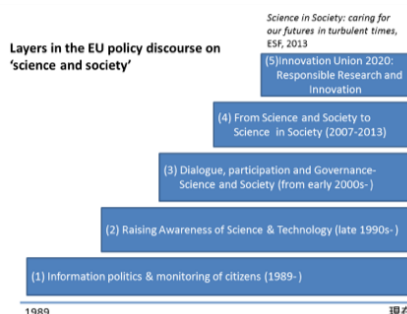 Science in Society: caring for
our futures in turbulent times,
ESF, 2013
Layers in the EU policy discourse on
‘science and society’
(5)Innovation Union 2020:
Responsible Research and
Innovation
(4) From Science and Society to
Science in Society (2007-2013)
(3) Dialogue, participation and Governance-
Science and Society (from early 2000s- )
(2) Raising Awareness of Science & Technology (late 1990s- )
(1) Information politics & monitoring of citizens (1989- )
1989
現在